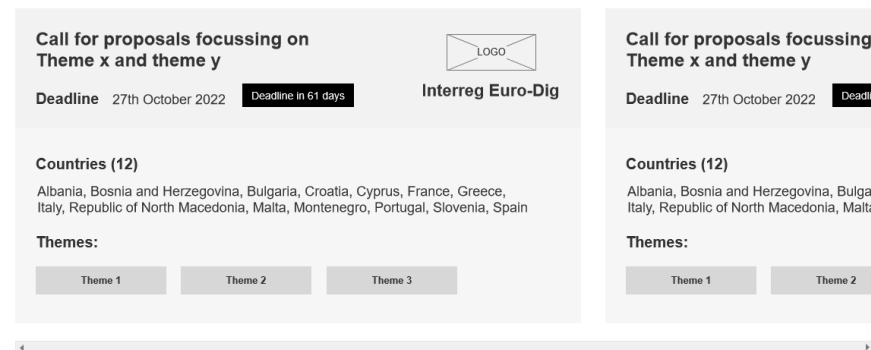 Call for proposals focussing on
Theme x and theme y
LOGO
Interreg Euro-Dig
Deadline 27th October 2022 Deadline in 61 days
Countries (12)
Albania, Bosnia and Herzegovina, Bulgaria, Croatia, Cyprus, France, Greece,
Italy, Republic of North Macedonia, Malta, Montenegro, Portugal, Slovenia, Spain
Themes:
Theme 1 Theme 2 Theme 3
Call for proposals focussing
Theme x and theme y
Deadline 27th October 2022
Countries (12)
Albania, Bosnia and Herzegovina,
Italy, Republic of North Macedonia,
Themes:
Theme 1 Theme 2